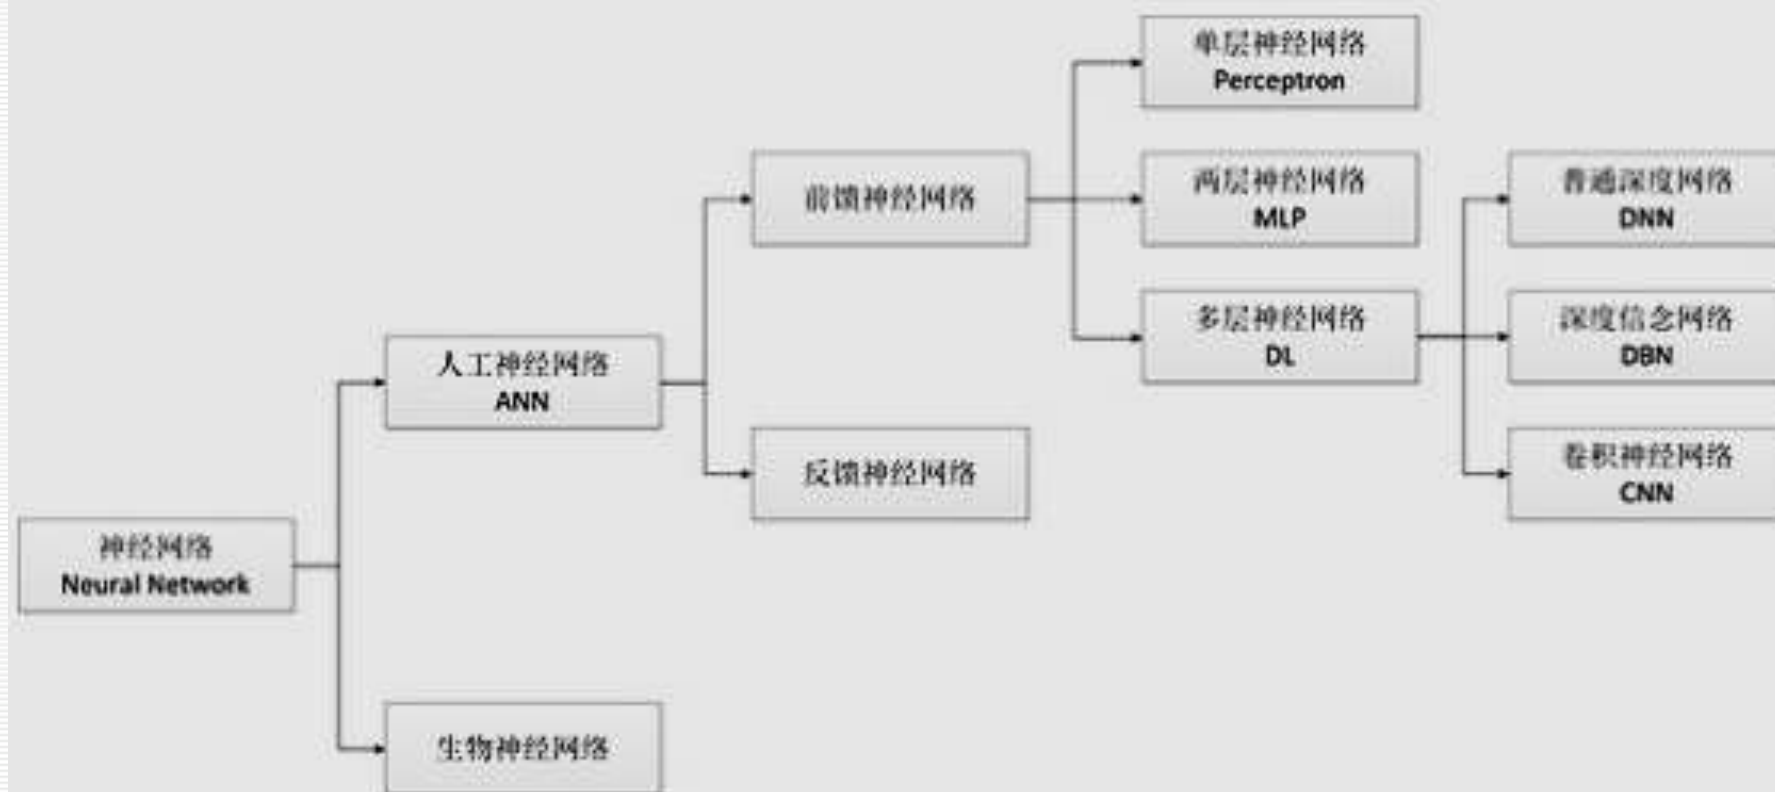 单层神经网络
Perceptron
前馈神经网络
两层神经网络
MLP
普通深度网络
DNN
人工神经网络
ANN
多层神经网络
DL
深度信念网络
DBN
反馈神经网络
卷积神经网络
CNN
神经网络
Neural Network
生物神经网络